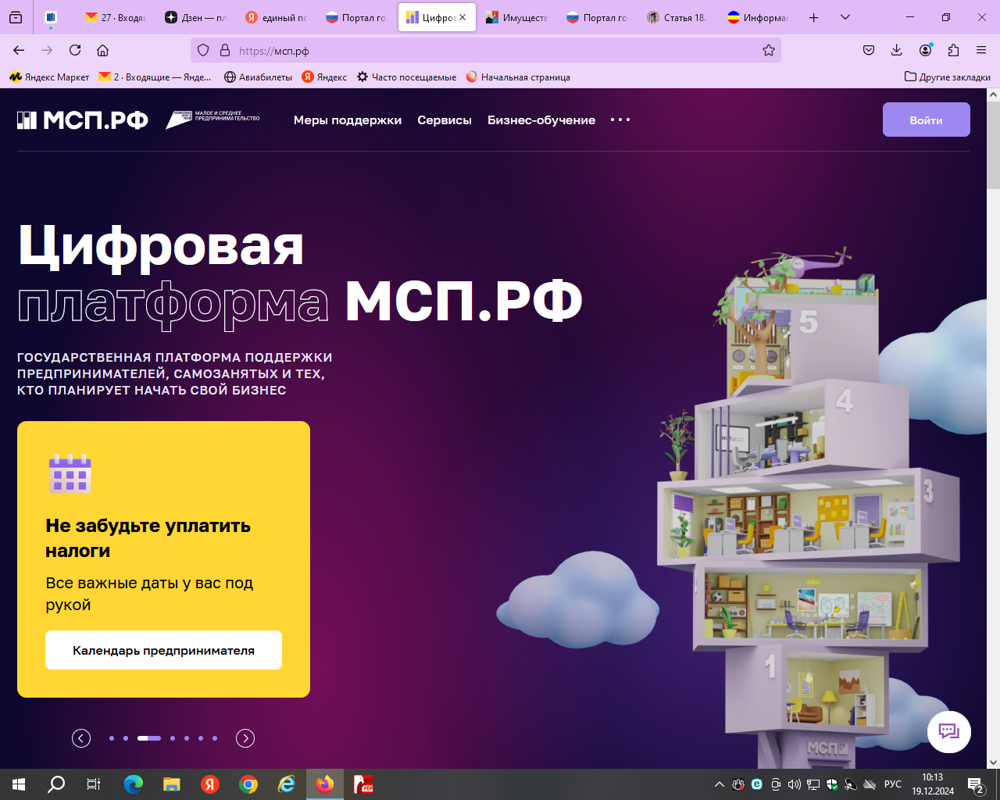 27 · Входящ
Дзен — пл
единый по
Портал го
Цифров
Имуществ
Портал го
Статья 18.
Информац
https://мсп.рф
Яндекс Маркет
2 · Входящие — Янде...
Авиабилеты
Яндекс
Часто посещаемые
Начальная страница
Другие закладки
МСП.РФ
МАЛОЕ И СРЕДНЕЕ
ПРЕДПРИНИМАТЕЛЬСТВО
Меры поддержки
Сервисы
Бизнес-обучение
Войти
Цифровая
платформа МСП.РФ
ГОСУДАРСТВЕННАЯ ПЛАТФОРМА ПОДДЕРЖКИ
ПРЕДПРИНИМАТЕЛЕЙ, САМОЗАНЯТЫХ И ТЕХ,
КТО ПЛАНИРУЕТ НАЧАТЬ СВОЙ БИЗНЕС
5
4
3
1
МСП
Не забудьте уплатить
налоги
Все важные даты у вас под
рукой
Календарь предпринимателя
РУС
10:13
19.12.2024
2